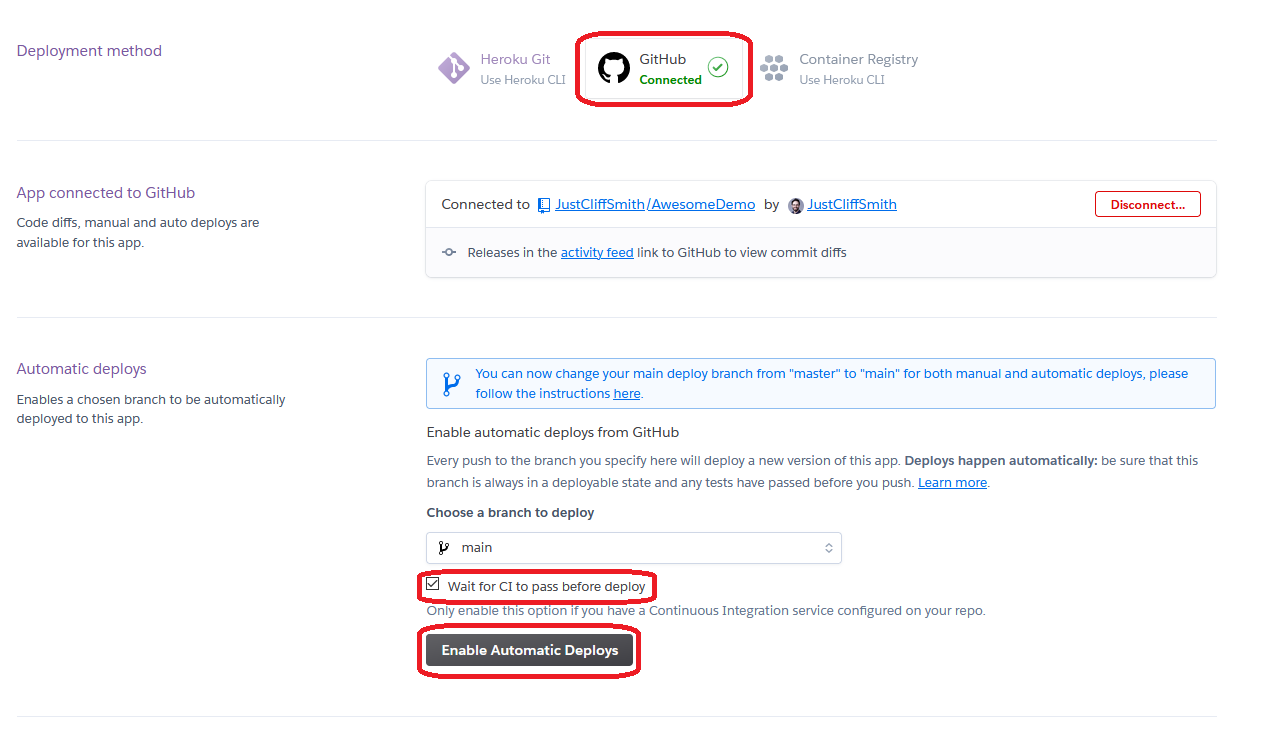 Deployment method
Heroku Git
Use Heroku CLI
GitHub
Connected
Container Registry
Use Heroku CLI
App connected to GitHub
Code diffs, manual and auto deploys are
available for this app.
Connected to JustCliffSmith/AwesomeDemo by JustCliffSmith
Disconnect...
Releases in the activity feed link to GitHub to view commit diffs
Automatic deploys
Enables a chosen branch to be automatically
deployed to this app.
You can now change your main deploy branch from "master" to "main" for both manual and automatic deploys, please
follow the instructions here.
Enable automatic deploys from GitHub
Every push to the branch you specify here will deploy a new version of this app. Deploys happen automatically: be sure that this
branch is always in a deployable state and any tests have passed before you push. Learn more.
Choose a branch to deploy
main
Wait for CI to pass before deploy
Only enable this option if you have a Continuous Integration service configured on your repo.
Enable Automatic Deploys